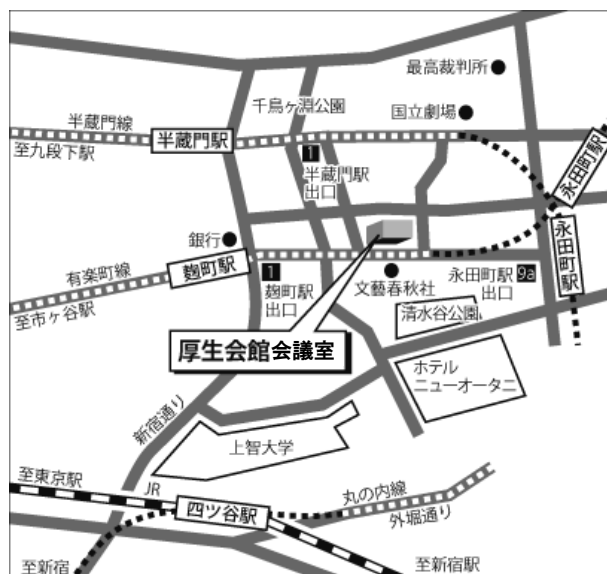 最高裁判所
千鳥ヶ淵公園
国立劇場
半蔵門線
半蔵門駅
至九段下駅
1
半蔵門駅
出口
永田町駅
銀行
麹町駅
有楽町線
至市ヶ谷駅
1
麹町駅
出口
文藝春秋社
永田町駅
出口
9a
永田町駅
清水谷公園
厚生会館会議室
ホテル
ニューオータニ
新宿通り
上智大学
至東京駅
JR
四ツ谷駅
丸の内線
外堀通り
至新宿
至新宿駅